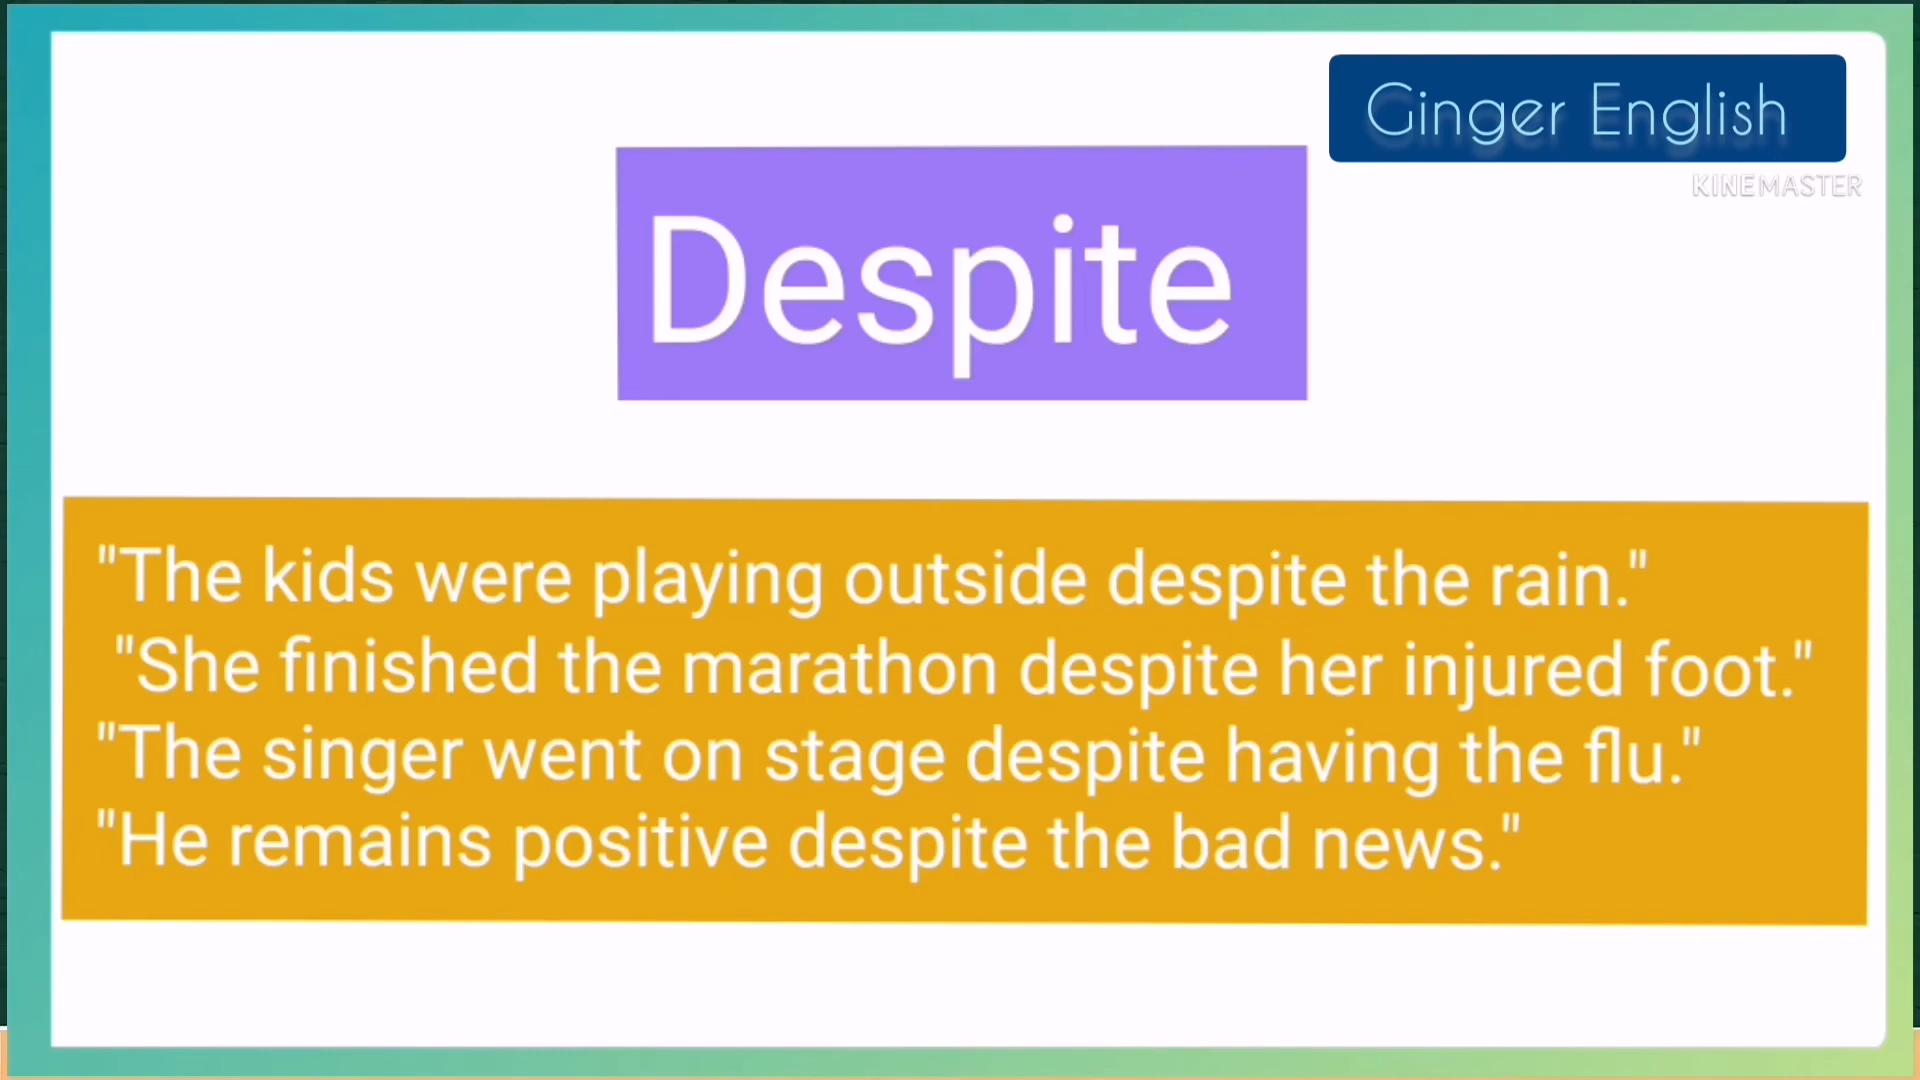 Ginger English
KINEMASTER
Despite
"The kids were playing outside despite the rain."
"She finished the marathon despite her injured foot."
"The singer went on stage despite having the flu."
"He remains positive despite the bad news."